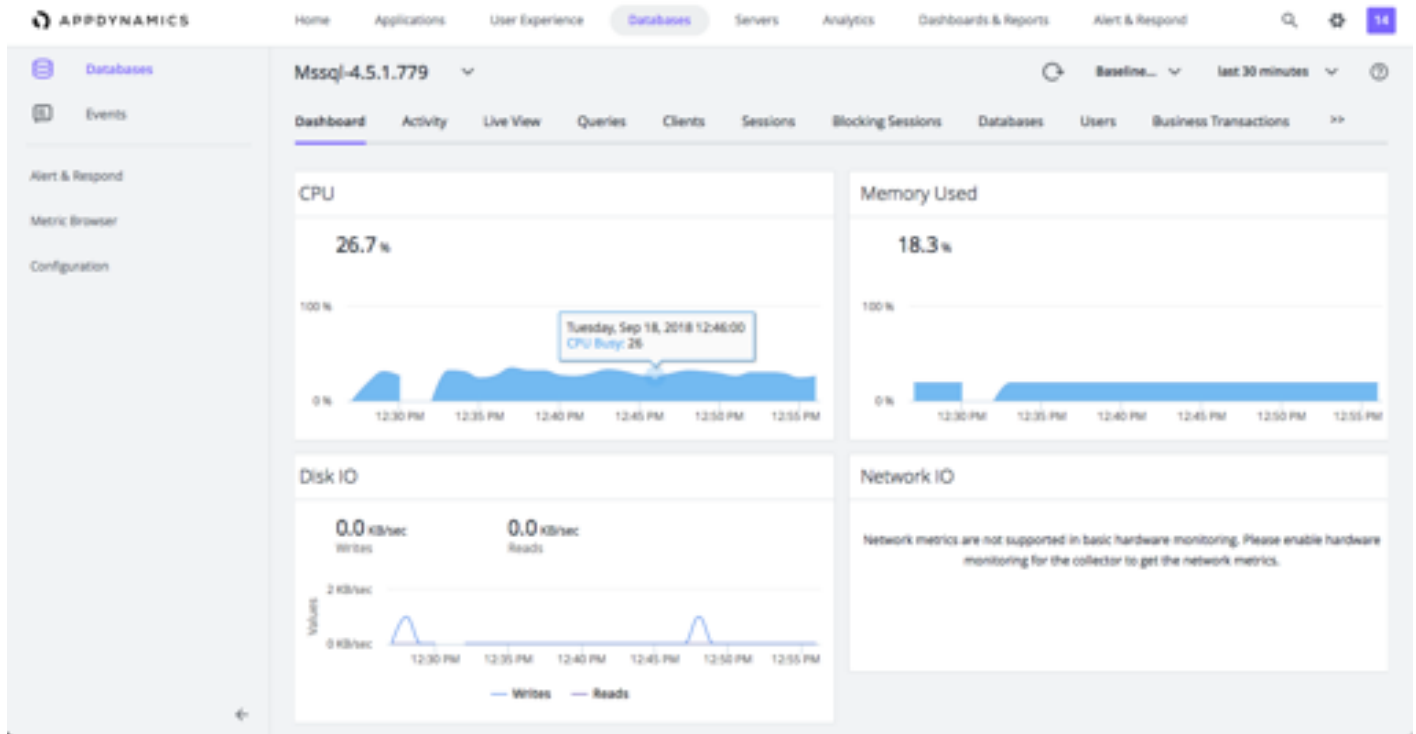 APPDYNAMICS
Home Applications User Experience Databases Servers Analytics Dashboards & Reports Alert & Respond 14
Databases
Events
Alert & Respond
Metric Browser
Configuration
Mssql-4.5.1.779 Baseline... last 30 minutes
Dashboard Activity Live View Queries Clients Sessions Blocking Sessions Databases Users Business Transactions >>
CPU
26.7 %
100 %
Tuesday, Sep 18, 2018 12:46:00
CPU Busy: 26
0 %
12:30 PM 12:35 PM 12:40 PM 12:45 PM 12:50 PM 12:55 PM
Memory Used
18.3 %
100 %
0 %
12:30 PM 12:35 PM 12:40 PM 12:45 PM 12:50 PM 12:55 PM
Disk IO
0.0 KB/sec 0.0 KB/sec
Writes Reads
2 KB/sec
Values
0 KB/sec
12:30 PM 12:35 PM 12:40 PM 12:45 PM 12:50 PM 12:55 PM
Writes Reads
Network IO
Network metrics are not supported in basic hardware monitoring. Please enable hardware
monitoring for the collector to get the network metrics.